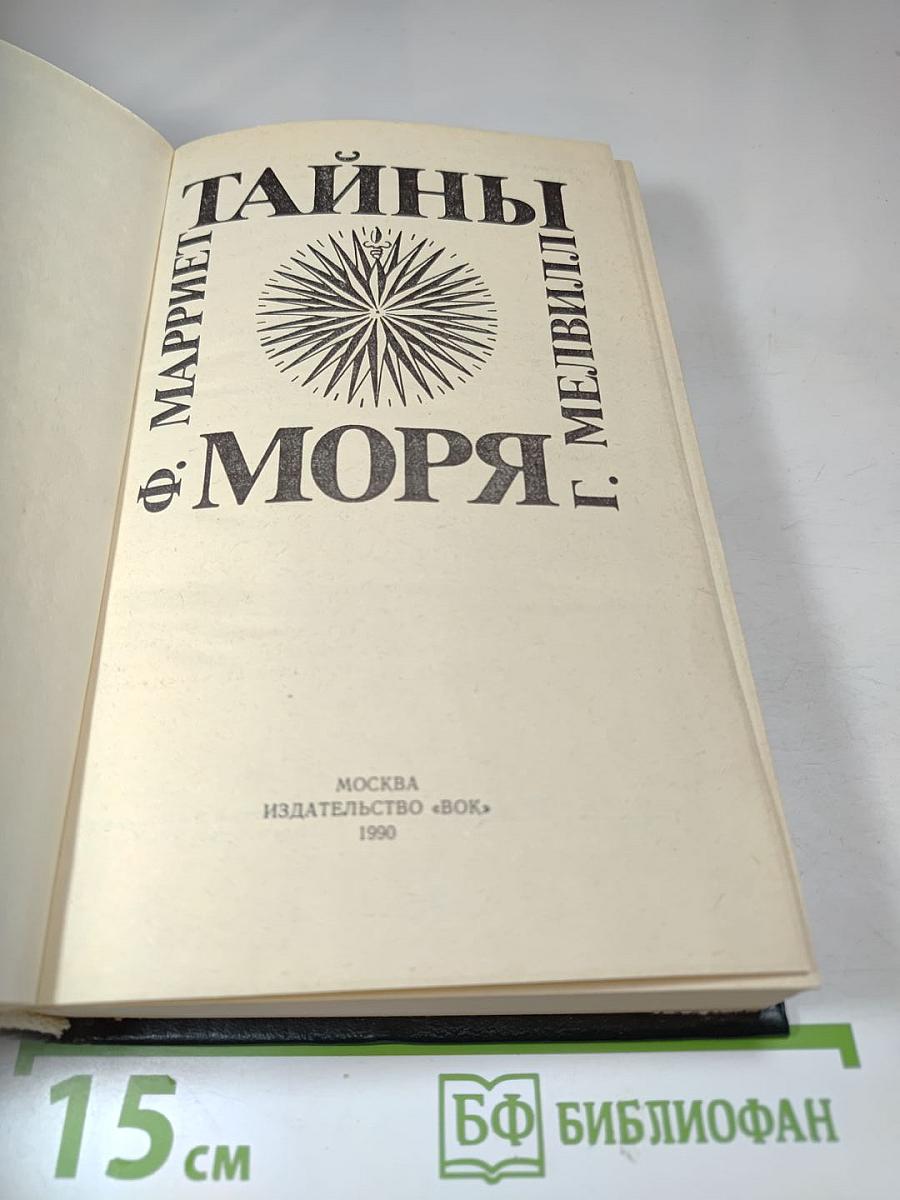 ТАЙНЫ
Ф. МАРРИЕТ
Г. МЕЛВИЛЛ
МОРЯ
МОСКВА
ИЗДАТЕЛЬСТВО «ВОК»
1990
15 см
БФ БИБЛИОФАН